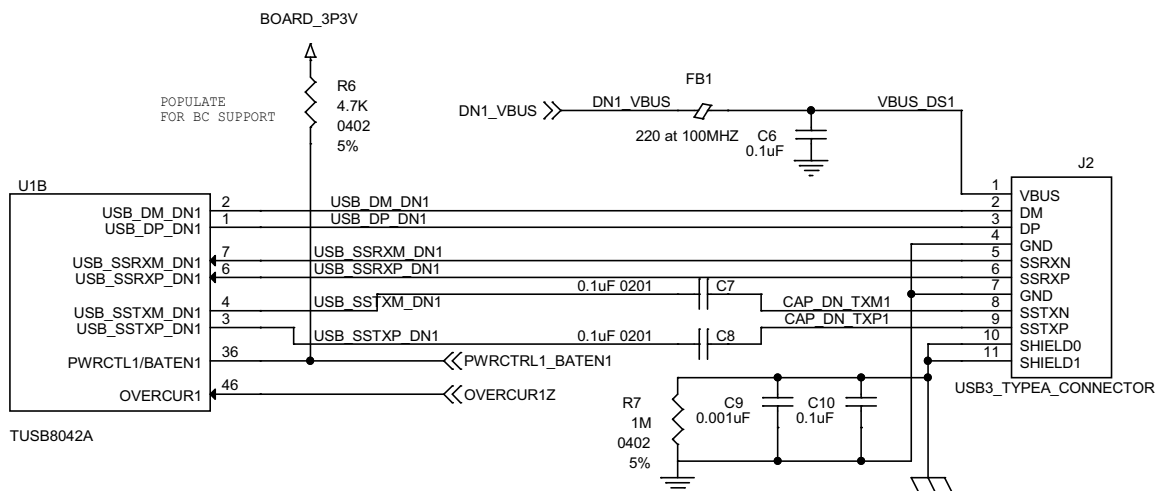 BOARD_3P3V
POPULATE
FOR BC SUPPORT
R6
4.7K
0402
5%
FB1
DN1_VBUS
DN1_VBUS
VBUS_DS1
220 at 100MHZ
C6
0.1uF
U1B
J2
USB_DM_DN1
2
USB_DM_DN1
USB_DP_DN1
1
USB_DP_DN1
USB_SSRXM_DN1
7
USB_SSRXM_DN1
USB_SSRXP_DN1
6
USB_SSRXP_DN1
USB_SSTXM_DN1
4
USB_SSTXM_DN1
USB_SSTXP_DN1
3
USB_SSTXP_DN1
PWRCTL1/BATEN1
36
PWRCTRL1_BATEN1
OVERCUR1
46
OVERCUR1Z
TUSB8042A
0.1uF 0201
C7
CAP_DN_TXM1
0.1uF 0201
C8
CAP_DN_TXP1
1
VBUS
2
DM
3
DP
4
GND
5
SSRXN
6
SSRXP
7
GND
8
SSTXN
9
SSTXP
10
SHIELD0
11
SHIELD1
USB3_TYPEA_CONNECTOR
R7
1M
0402
5%
C9
0.001uF
C10
0.1uF